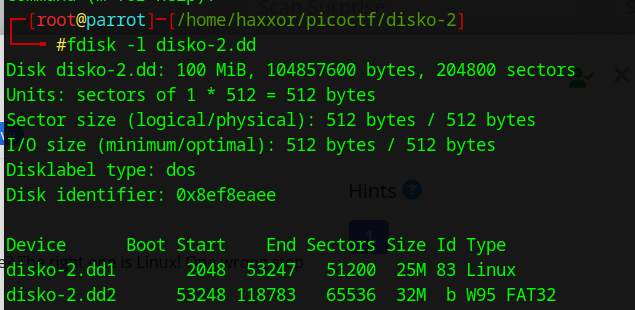 ┌─[root@parrot]─[/home/haxxor/picoctf/disko-2]
└──╼ #fdisk -l disko-2.dd
Disk disko-2.dd: 100 MiB, 104857600 bytes, 204800 sectors
Units: sectors of 1 * 512 = 512 bytes
Sector size (logical/physical): 512 bytes / 512 bytes
I/O size (minimum/optimal): 512 bytes / 512 bytes
Disklabel type: dos
Disk identifier: 0x8ef8eaee
Hints ?
1
Device Boot Start End Sectors Size Id Type
disko-2.dd1 2048 53247 51200 25M 83 Linux
disko-2.dd2 53248 118783 65536 32M b W95 FAT32